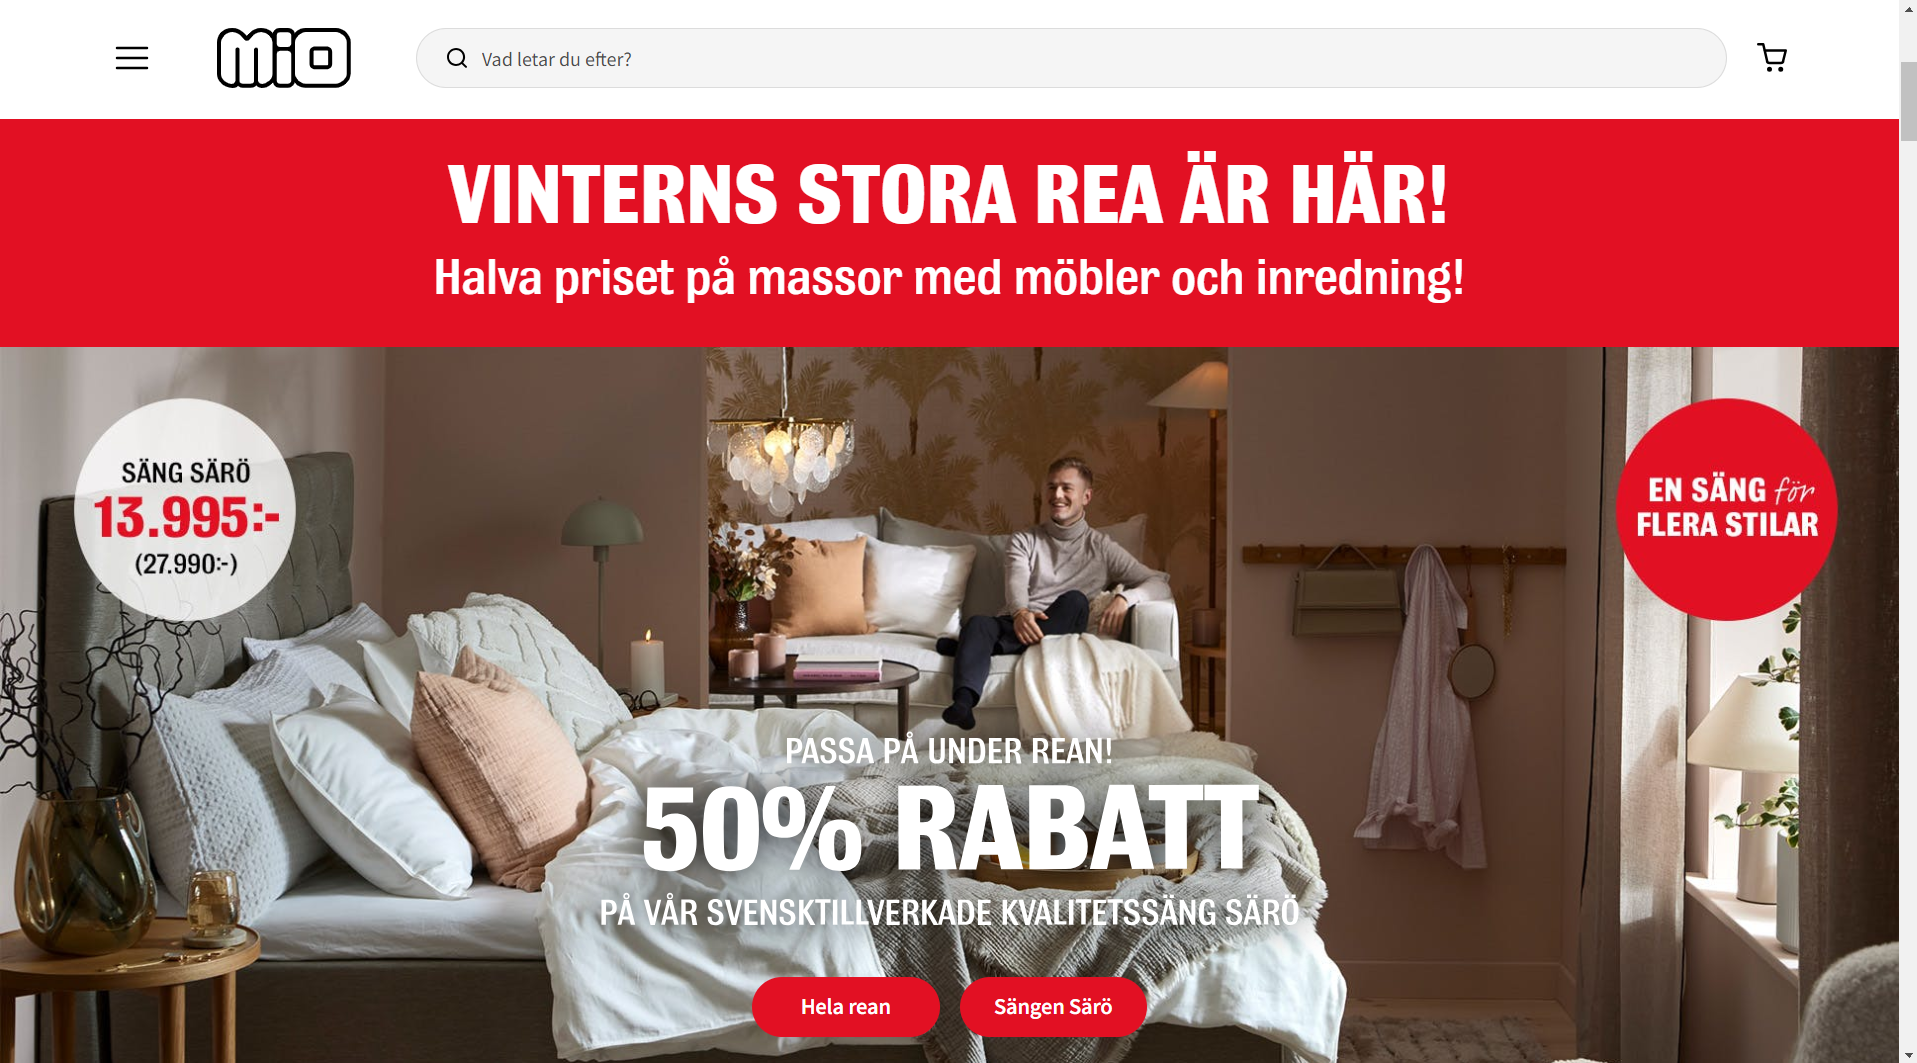 mio
Vad letar du efter?
VINTERNS STORA REA ÄR HÄR!
Halva priset på massor med möbler och inredning!
SÄNG SÄRÖ
13.995:-
(27.990:-)
EN SÄNG för
FLERA STILAR
PASSA PÅ UNDER REAN!
50% RABATT
PÅ VÅR SVENSKTILLVERKADE KVALITETSSÄNG SÄRÖ
Hela rean
Sängen Särö